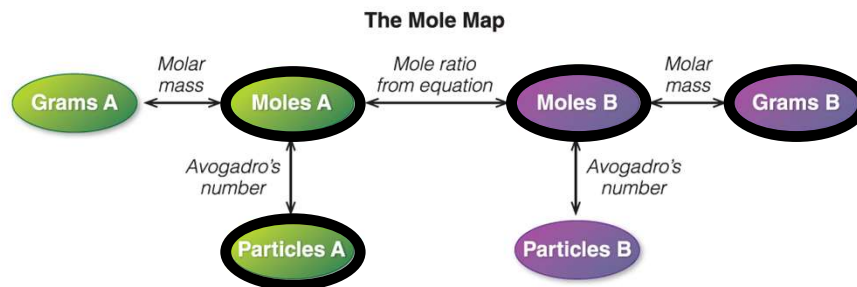 The Mole Map
Molar
mass
Mole ratio
from equation
Molar
mass
Grams A
Moles A
Moles B
Grams B
Avogadro's
number
Avogadro's
number
Particles A
Particles B